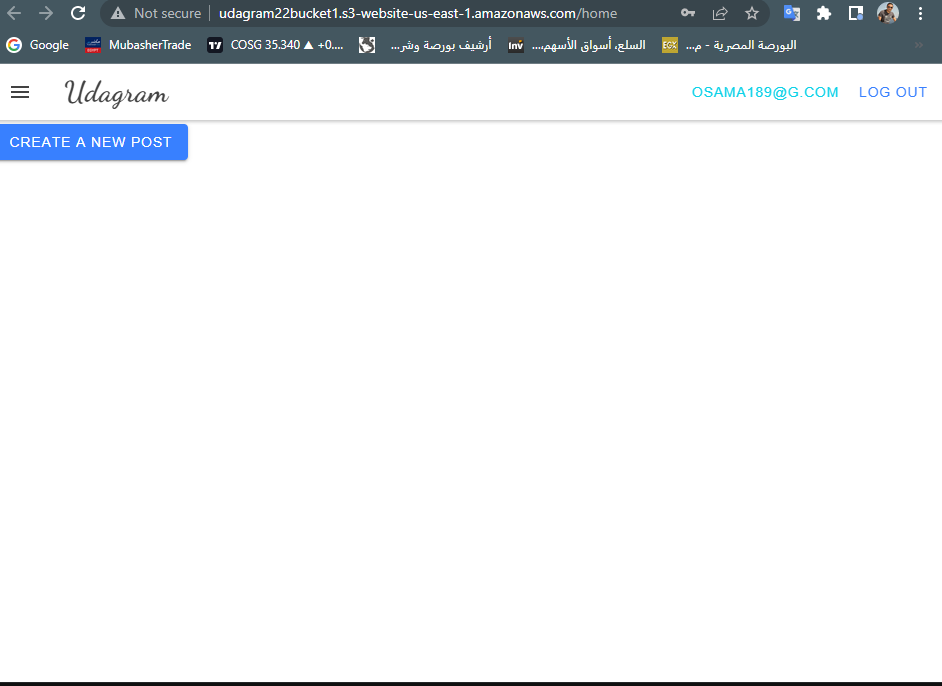 Not secure udagram22bucket1.s3-website-us-east-1.amazonaws.com/home
Google MubasherTrade COSG 35.340 ▲ +0.... أرشيف بورصة وشر... السلع، أسواق الأسهم،... البورصة المصرية - م...
Udagram OSAMA189@G.COM LOG OUT
CREATE A NEW POST